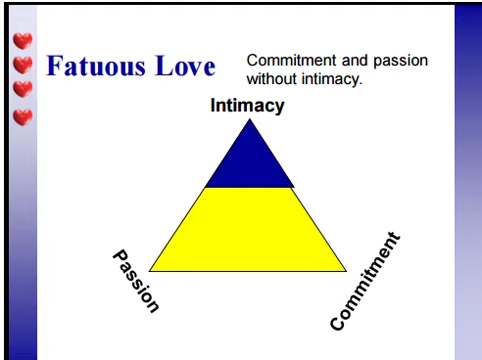 Fatuous Love
Commitment and passion
without intimacy.
Intimacy
Passion
Commitment